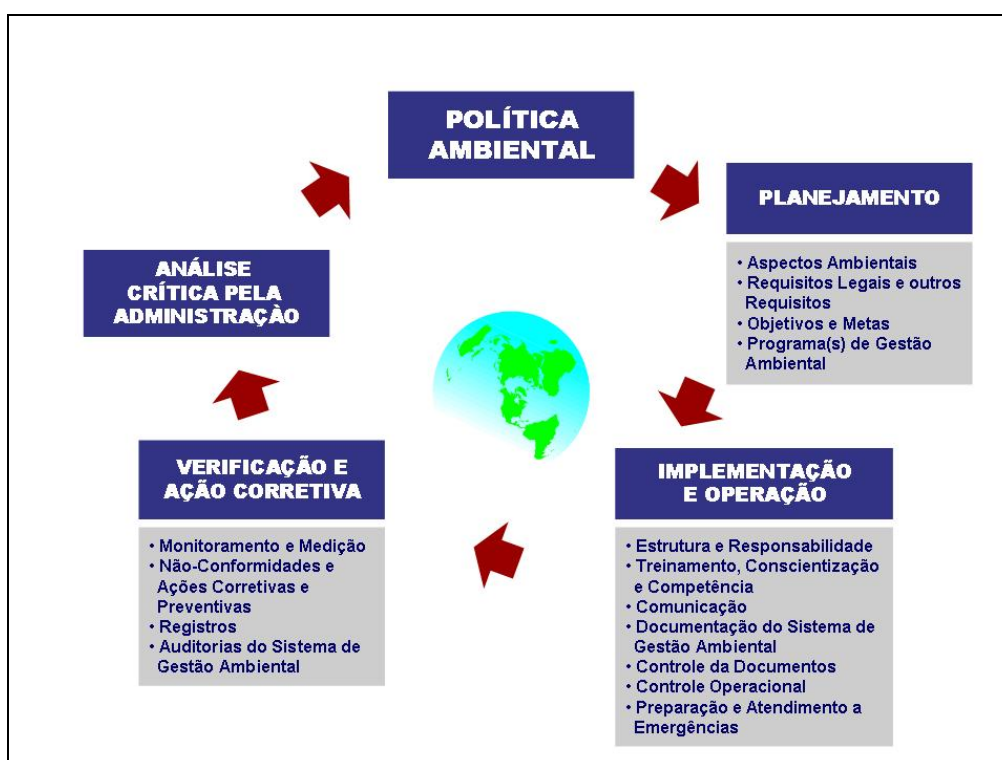 POLÍTICA
AMBIENTAL
PLANEJAMENTO
• Aspectos Ambientais
• Requisitos Legais e outros
Requisitos
• Objetivos e Metas
• Programa(s) de Gestão
Ambiental
IMPLEMENTAÇÃO
E OPERAÇÃO
• Estrutura e Responsabilidade
• Treinamento, Conscientização
e Competência
• Comunicação
• Documentação do Sistema de
Gestão Ambiental
• Controle da Documentos
• Controle Operacional
• Preparação e Atendimento a
Emergências
VERIFICAÇÃO E
AÇÃO CORRETIVA
• Monitoramento e Medição
• Não-Conformidades e
Ações Corretivas e
Preventivas
• Registros
• Auditorias do Sistema de
Gestão Ambiental
ANÁLISE
CRÍTICA PELA
ADMINISTRAÇÀO